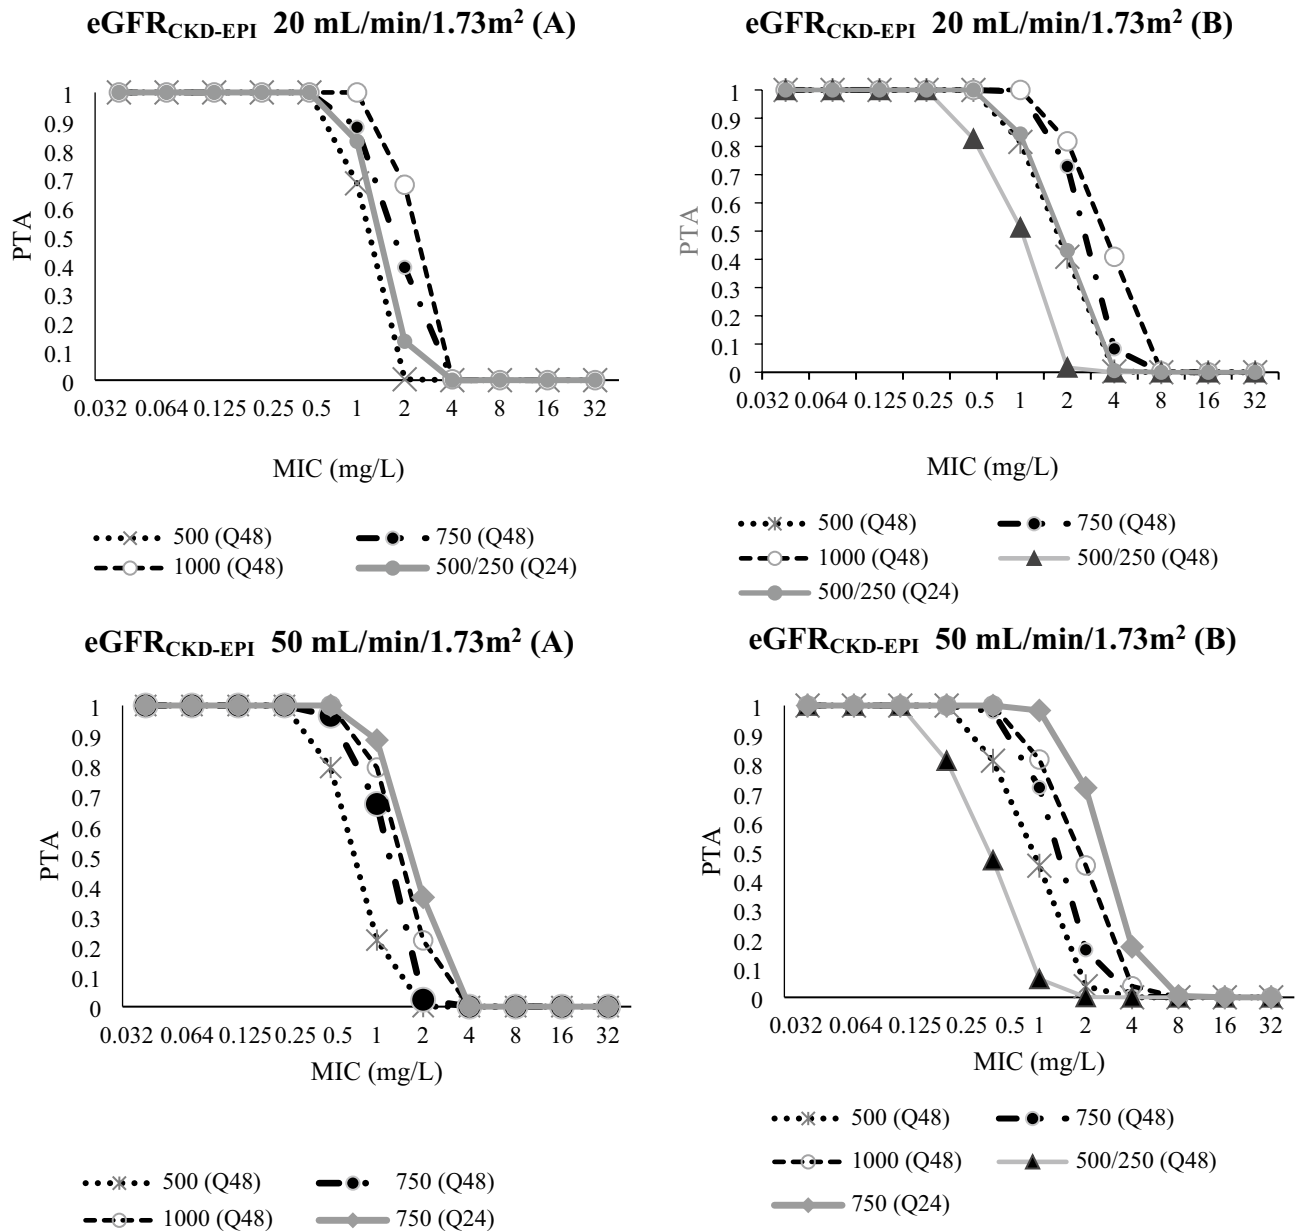 eGFRCKD-EPI 20 mL/min/1.73m² (A)
1
0.9
0.8
0.7
0.6
0.5
0.4
0.3
0.2
0.1
0
PTA
0.032 0.064 0.125 0.25 0.5 1 2 4 8 16 32
MIC (mg/L)
500 (Q48)
750 (Q48)
1000 (Q48)
500/250 (Q24)
eGFRCKD-EPI 20 mL/min/1.73m² (B)
1
0.9
0.8
0.7
0.6
0.5
0.4
0.3
0.2
0.1
0
PTA
0.032 0.064 0.125 0.25 0.5 1 2 4 8 16 32
MIC (mg/L)
500 (Q48)
750 (Q48)
1000 (Q48)
500/250 (Q48)
500/250 (Q24)
eGFRCKD-EPI 50 mL/min/1.73m² (A)
1
0.9
0.8
0.7
0.6
0.5
0.4
0.3
0.2
0.1
0
PTA
0.032 0.064 0.125 0.25 0.5 1 2 4 8 16 32
MIC (mg/L)
500 (Q48)
750 (Q48)
1000 (Q48)
750 (Q24)
eGFRCKD-EPI 50 mL/min/1.73m² (B)
1
0.9
0.8
0.7
0.6
0.5
0.4
0.3
0.2
0.1
0
PTA
0.032 0.064 0.125 0.25 0.5 1 2 4 8 16 32
MIC (mg/L)
500 (Q48)
750 (Q48)
1000 (Q48)
500/250 (Q48)
750 (Q24)